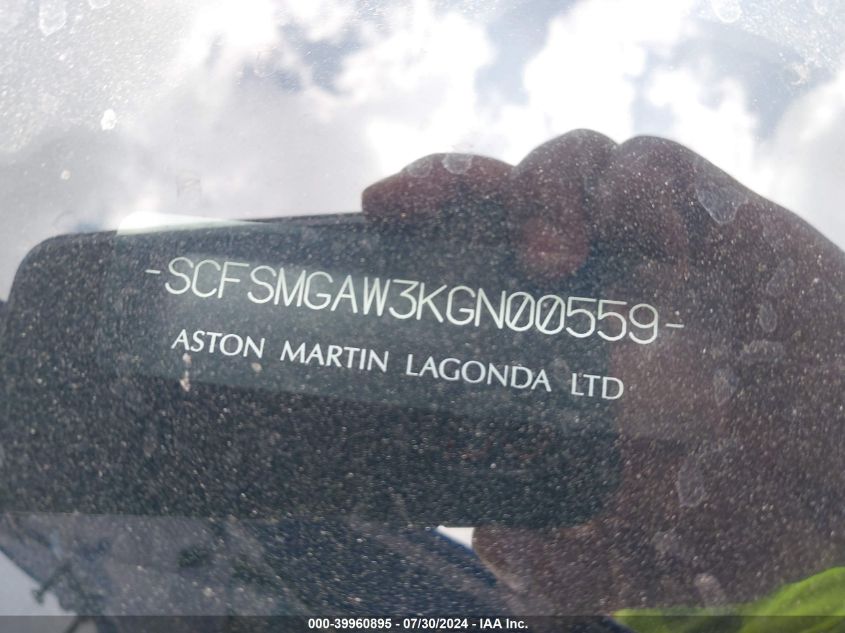 -SCFSMGAW3KGN00559-
ASTON MARTIN LAGONDA LTD
000-39960895 - 07/30/2024 - IAA Inc.